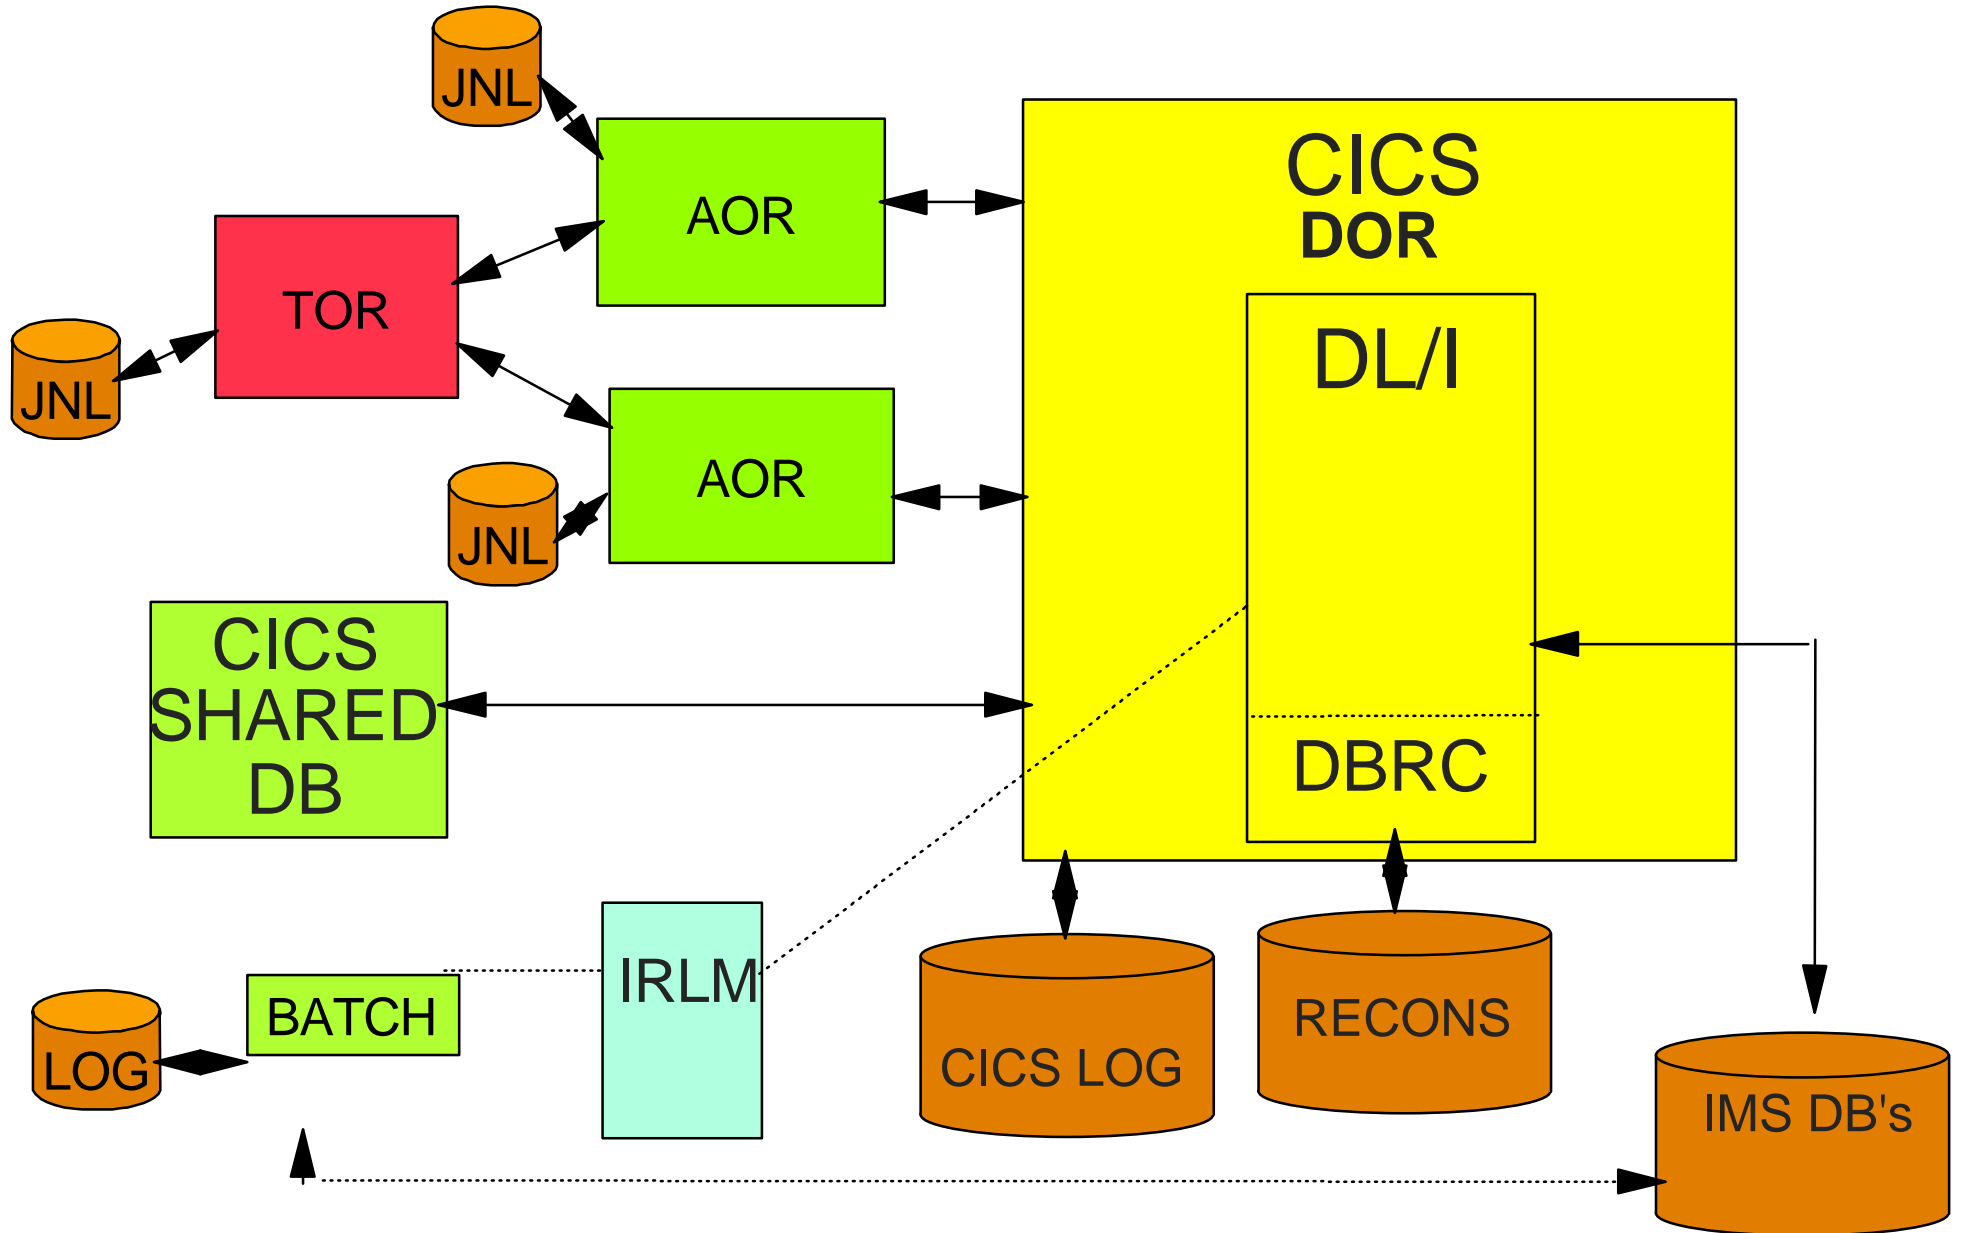 JNL
AOR
CICS
DOR
TOR
DL/I
JNL
AOR
JNL
CICS
SHARED
DB
DBRC
IRLM
BATCH
LOG
CICS LOG
RECONS
IMS DB's